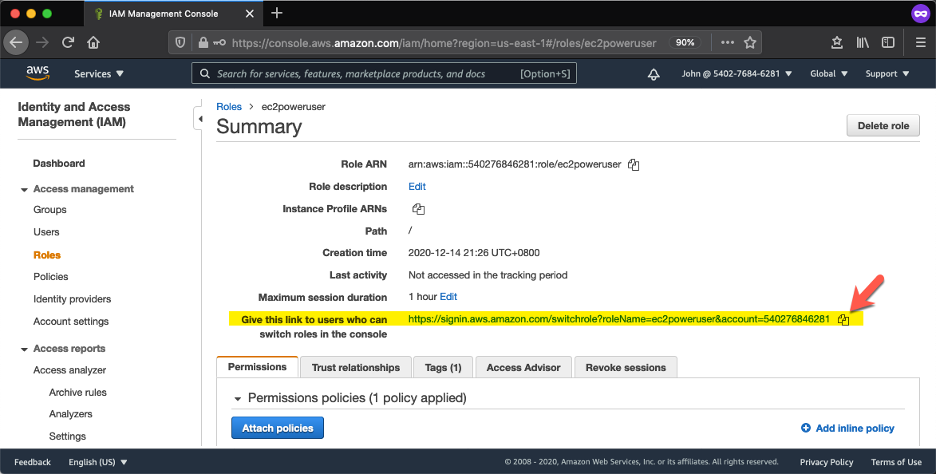 IAM Management Console
https://console.aws.amazon.com/iam/home?region=us-east-1#/roles/ec2poweruser 90%
aws Services Search for services, features, marketplace products, and docs [Option+S] John @ 5402-7684-6281 Global Support
Identity and Access
Management (IAM)
Dashboard
Access management
Groups
Users
Roles
Policies
Identity providers
Account settings
Access reports
Access analyzer
Archive rules
Analyzers
Settings
Roles > ec2poweruser
Summary
Delete role
Role ARN arn:aws:iam::540276846281:role/ec2poweruser
Role description Edit
Instance Profile ARNs
Path /
Creation time 2020-12-14 21:26 UTC+0800
Last activity Not accessed in the tracking period
Maximum session duration 1 hour Edit
Give this link to users who can https://signin.aws.amazon.com/switchrole?roleName=ec2poweruser&account=540276846281
switch roles in the console
Permissions Trust relationships Tags (1) Access Advisor Revoke sessions
Permissions policies (1 policy applied)
Attach policies Add inline policy
Feedback English (US) © 2008 - 2020, Amazon Web Services, Inc. or its affiliates. All rights reserved. Privacy Policy Terms of Use